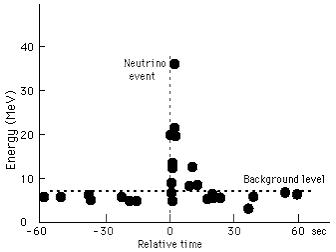 40
30
20
10
0
Energy (MeV)
Neutrino
event
Background level
-60
-30
0
30
60 sec
Relative time